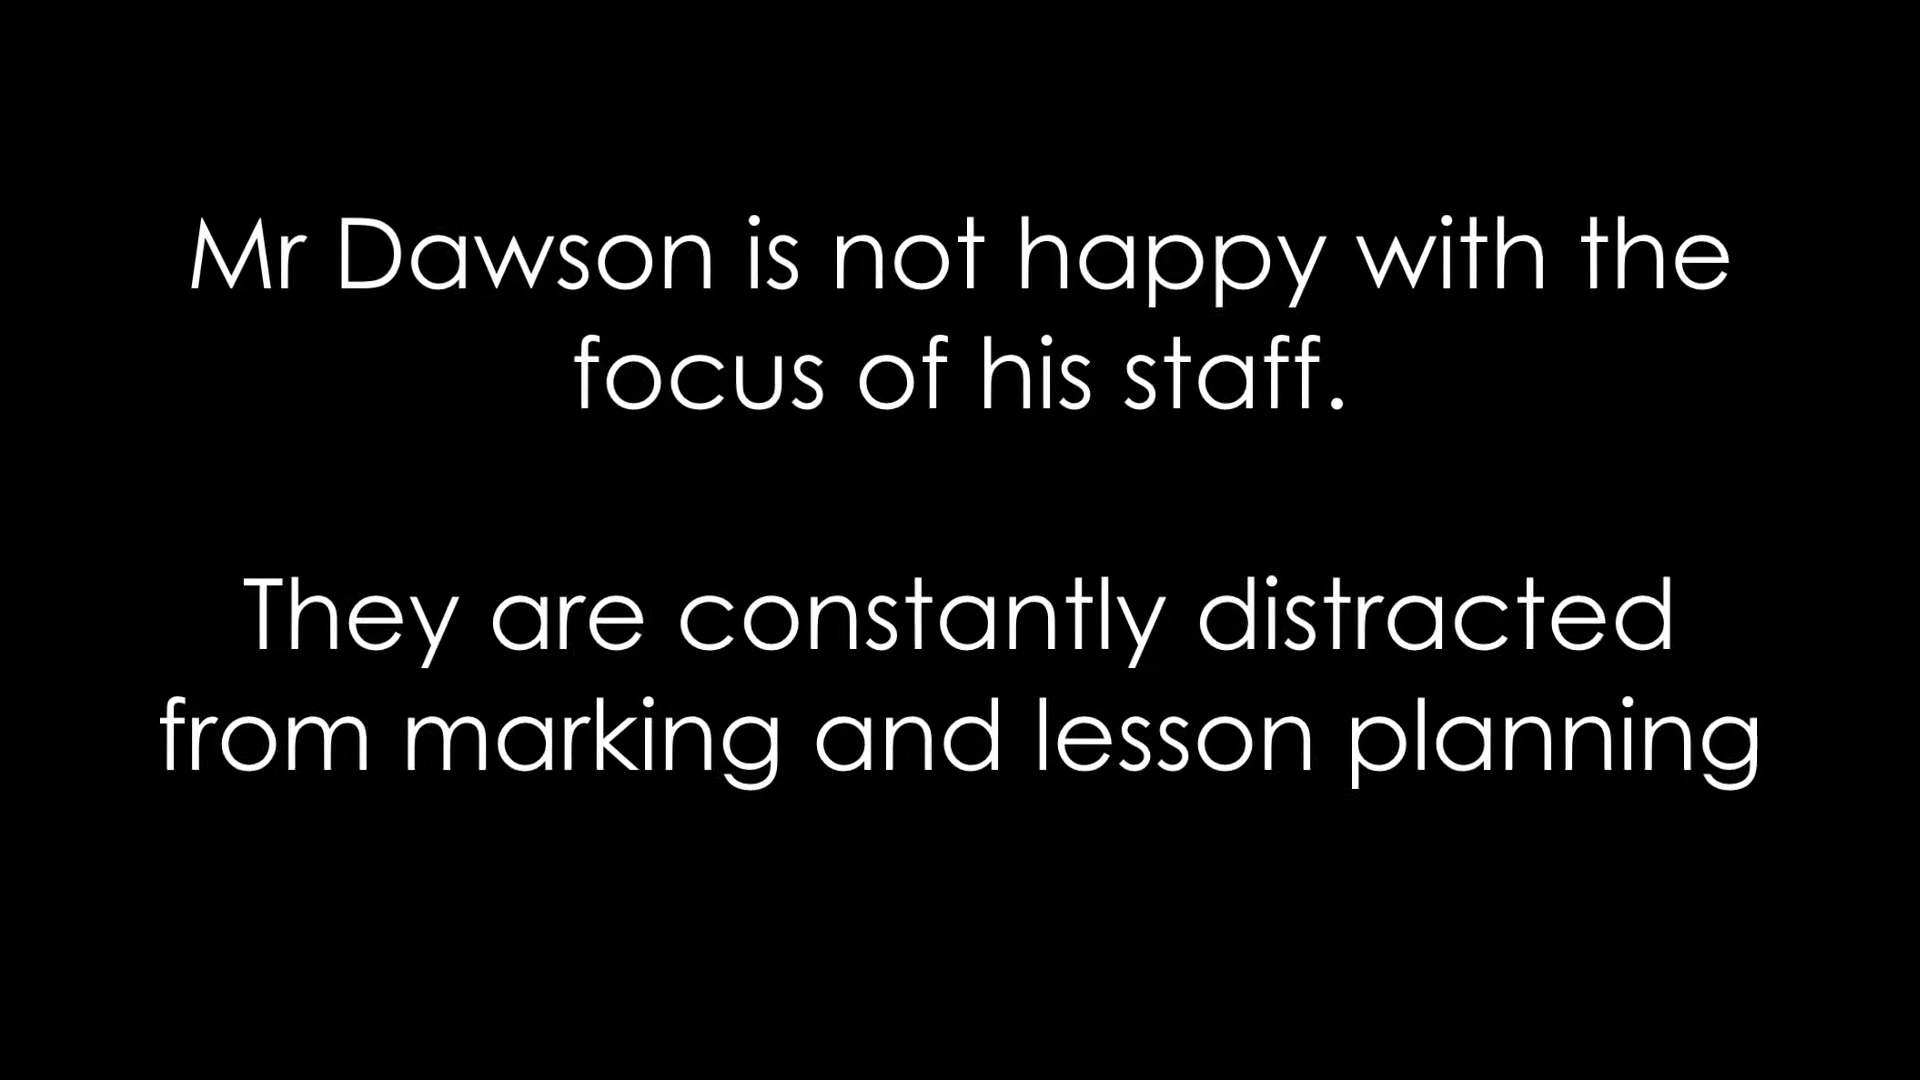 Mr Dawson is not happy with the
focus of his staff.
They are constantly distracted
from marking and lesson planning